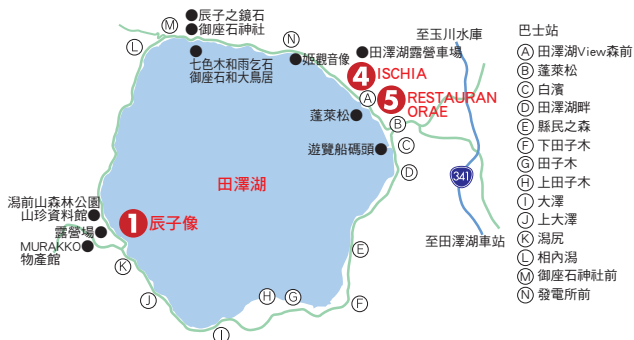 辰子之鏡石
御座石神社
M
L
七色木和雨乞石
御座石和大鳥居
N
姬觀音像
田澤湖露營車場
4 ISCHIA
A
5 RESTAURAN
ORAE
蓬萊松
B
遊覽船碼頭
C
D
至玉川水庫
341
至田澤湖車站
田澤湖
潟前山森林公園
山珍資料館
1 辰子像
露營場
MURAKKO
物產館
K
J
I
H
G
F
E
巴士站
A 田澤湖View森前
B 蓬萊松
C 白濱
D 田澤湖畔
E 縣民之森
F 下田子木
G 田子木
H 上田子木
I 大澤
J 上大澤
K 潟尻
L 相內潟
M 御座石神社前
N 發電所前